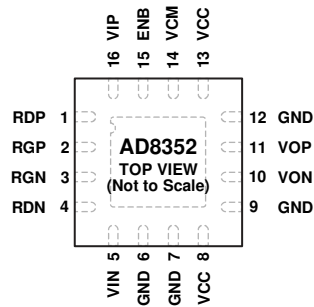 16 VIP
15 ENB
14 VCM
13 VCC
RDP 1
RGP 2
RGN 3
RDN 4
AD8352
TOP VIEW
(Not to Scale)
12 GND
11 VOP
10 VON
9 GND
VIN 5
GND 6
GND 7
VCC 8